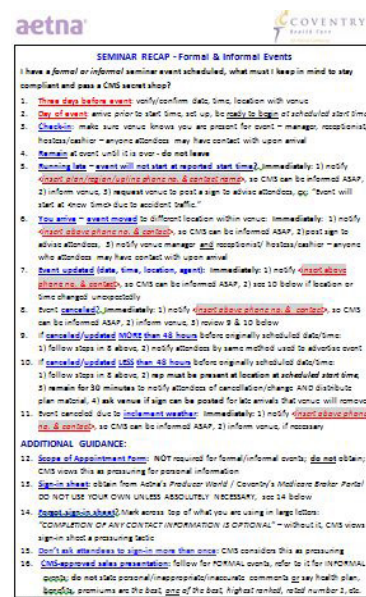 aetna
COVENTRY
Health Care
SEMINAR RECAP - Formal & Informal Events
I have a formal or informal seminar event scheduled, what must I keep in mind to stay
compliant and pass a CMS secret shop?
1. Three days before event: verify/confirm date, time, location with venue
2. Day of event: arrive prior to start time, set up, be ready to begin at scheduled start time
3. Check-in: make sure venue knows you are present for event – manager, receptionist,
hostess/cashier – anyone attendees may have contact with upon arrival
4. Remain at event until it is over - do not leave
5. Running late – event will not start at reported start time? Immediately: 1) notify
<insert plan/region/upline phone no. & contact name>, so CMS can be informed ASAP,
2) inform venue, 3) request venue to post a sign to advise attendees, ex: "Event will
start at <new time> due to accident traffic."
6. You arrive – event moved to different location within venue: Immediately: 1) notify
<insert above phone no. & contact>, so CMS can be informed ASAP, 2) post sign to
advise attendees, 3) notify venue manager and receptionist/ hostess/cashier – anyone
who attendees may have contact with upon arrival
7. Event updated (date, time, location, agent): Immediately: 1) notify <insert above
phone no. & contact>, so CMS can be informed ASAP, 2) see 10 below if location or
time changed unexpectedly
8. Event canceled? Immediately: 1) notify <insert above phone no. & contact>, so CMS
can be informed ASAP, 2) inform venue, 3) review 9 & 10 below
9. If canceled/updated MORE than 48 hours before originally scheduled date/time:
1) follow steps in 8 above, 2) notify attendees by same method used to advertise event
10. If canceled/updated LESS than 48 hours before originally scheduled date/time:
1) follow steps in 8 above, 2) rep must be present at location at scheduled start time,
3) remain for 30 minutes to notify attendees of cancellation/change AND distribute
plan material, 4) ask venue if sign can be posted for late arrivals that venue will remove
11. Event canceled due to inclement weather: Immediately: 1) notify <insert above phone
no. & contact>, so CMS can be informed ASAP, 2) inform venue, if necessary
ADDITIONAL GUIDANCE:
12. Scope of Appointment Form: NOT required for formal/informal events; do not obtain;
CMS views this as pressuring for personal information
13. Sign-in sheet: obtain from Aetna's Producer World / Coventry's Medicare Broker Portal
DO NOT USE YOUR OWN UNLESS ABSOLUTELY NECESSARY, see 14 below
14. Forgot sign-in sheet? Mark across top of what you are using in large letters:
"COMPLETION OF ANY CONTACT INFORMATION IS OPTIONAL" – without it, CMS views
sign-in sheet a pressuring tactic
15. Don't ask attendees to sign-in more than once: CMS considers this as pressuring
16. CMS-approved sales presentation: follow for FORMAL events, refer to it for INFORMAL
events; do not state personal/inappropriate/inaccurate comments or say health plan,
benefits, premiums are the best, one of the best, highest ranked, rated number 1, etc.